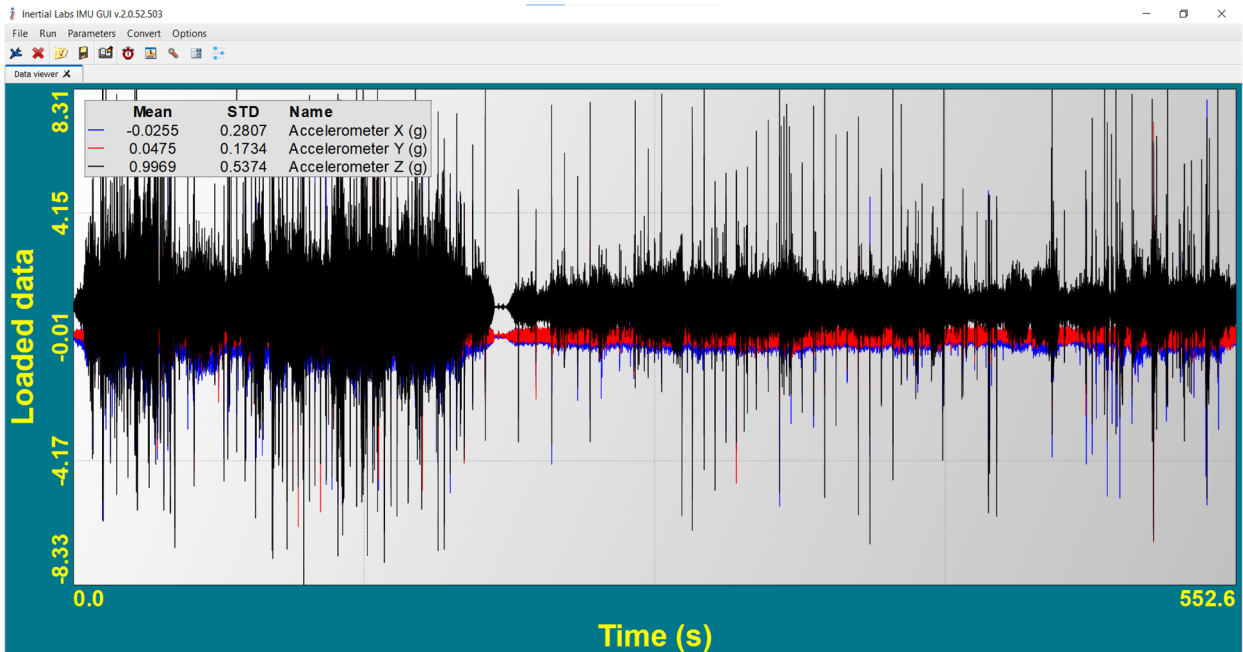 Inertial Labs IMU GUI v.2.0.52.503
File Run Parameters Convert Options
Data viewer
Mean STD Name
-0.0255 0.2807 Accelerometer X (g)
0.0475 0.1734 Accelerometer Y (g)
0.9969 0.5374 Accelerometer Z (g)
8.31
4.15
-0.01
-4.17
-8.33
Loaded data
0.0
552.6
Time (s)